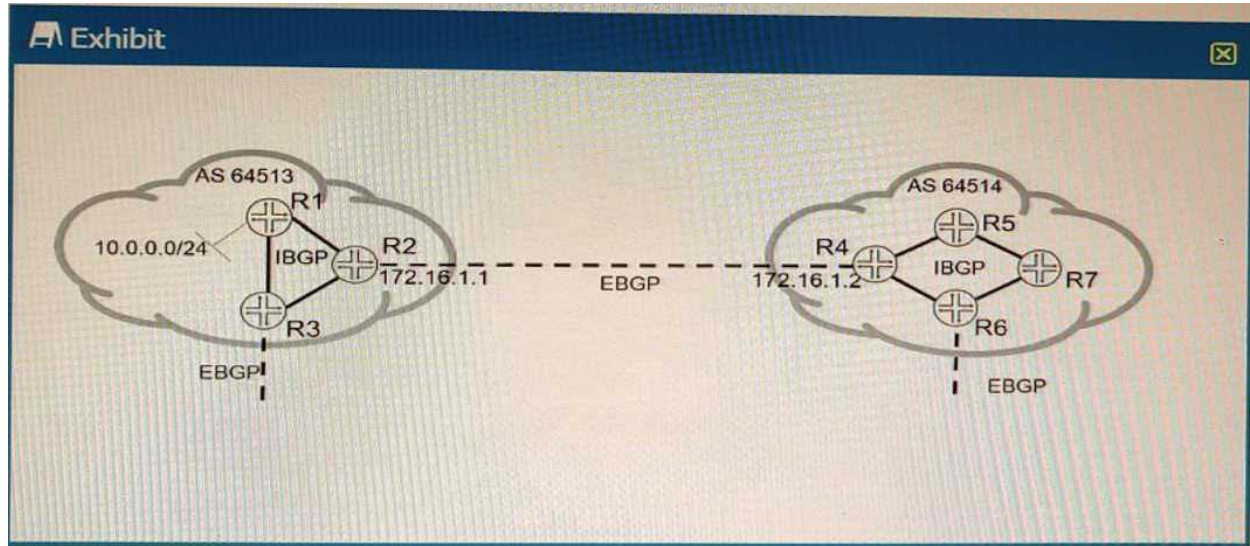 Exhibit
AS 64513
R1
10.0.0.0/24
IBGP
R2
172.16.1.1
R3
EBGP
EBGP
AS 64514
R5
R4
172.16.1.2
IBGP
R7
R6
EBGP